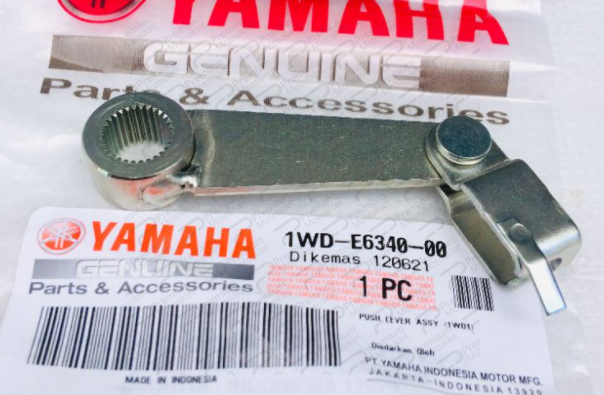 YAMAHA
GENUINE
Parts & Accessories
YAMAHA
GENUINE
Parts & Accessories
MADE IN INDONESIA
1WD-E6340-00
Dikemas 120621
1 PC
PUSH LEVER ASSY (1WD1)
Diedarkan Oleh
PT. YAMAHA INDONESIA MOTOR MFG.
JAKARTA-INDONESIA 13920